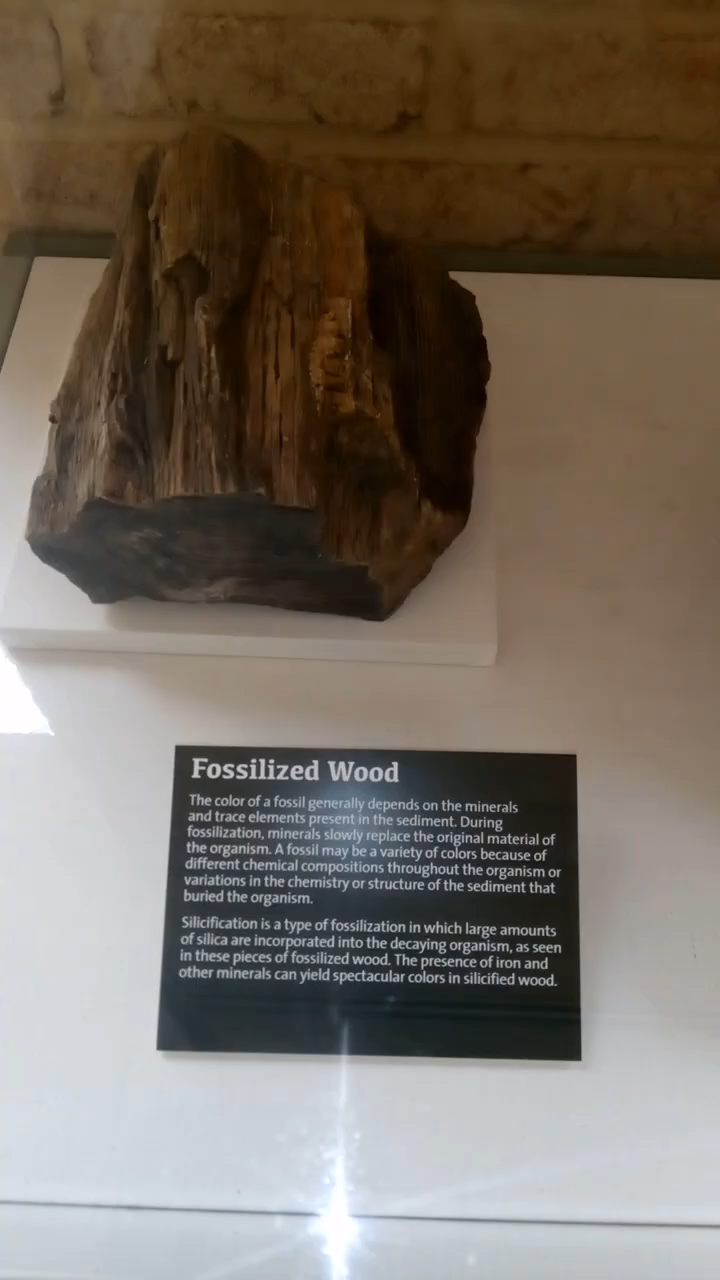 Fossilized Wood
The color of a fossil generally depends on the minerals
and trace elements present in the sediment. During
fossilization, minerals slowly replace the original material of
the organism. A fossil may be a variety of colors because of
different chemical compositions throughout the organism or
variations in the chemistry or structure of the sediment that
buried the organism.
Silicification is a type of fossilization in which large amounts
of silica are incorporated into the decaying organism, as seen
in these pieces of fossilized wood. The presence of iron and
other minerals can yield spectacular colors in silicified wood.